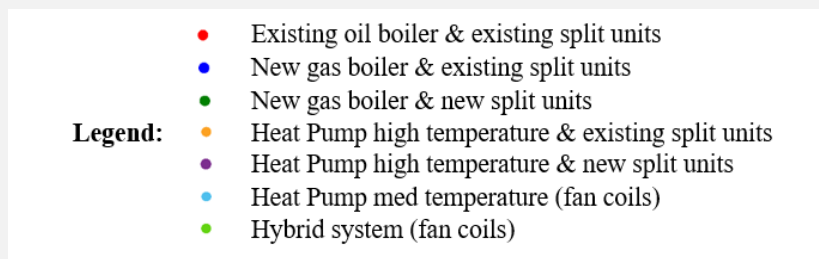 Existing oil boiler & existing split units
New gas boiler & existing split units
New gas boiler & new split units
Legend: Heat Pump high temperature & existing split units
Heat Pump high temperature & new split units
Heat Pump med temperature (fan coils)
Hybrid system (fan coils)